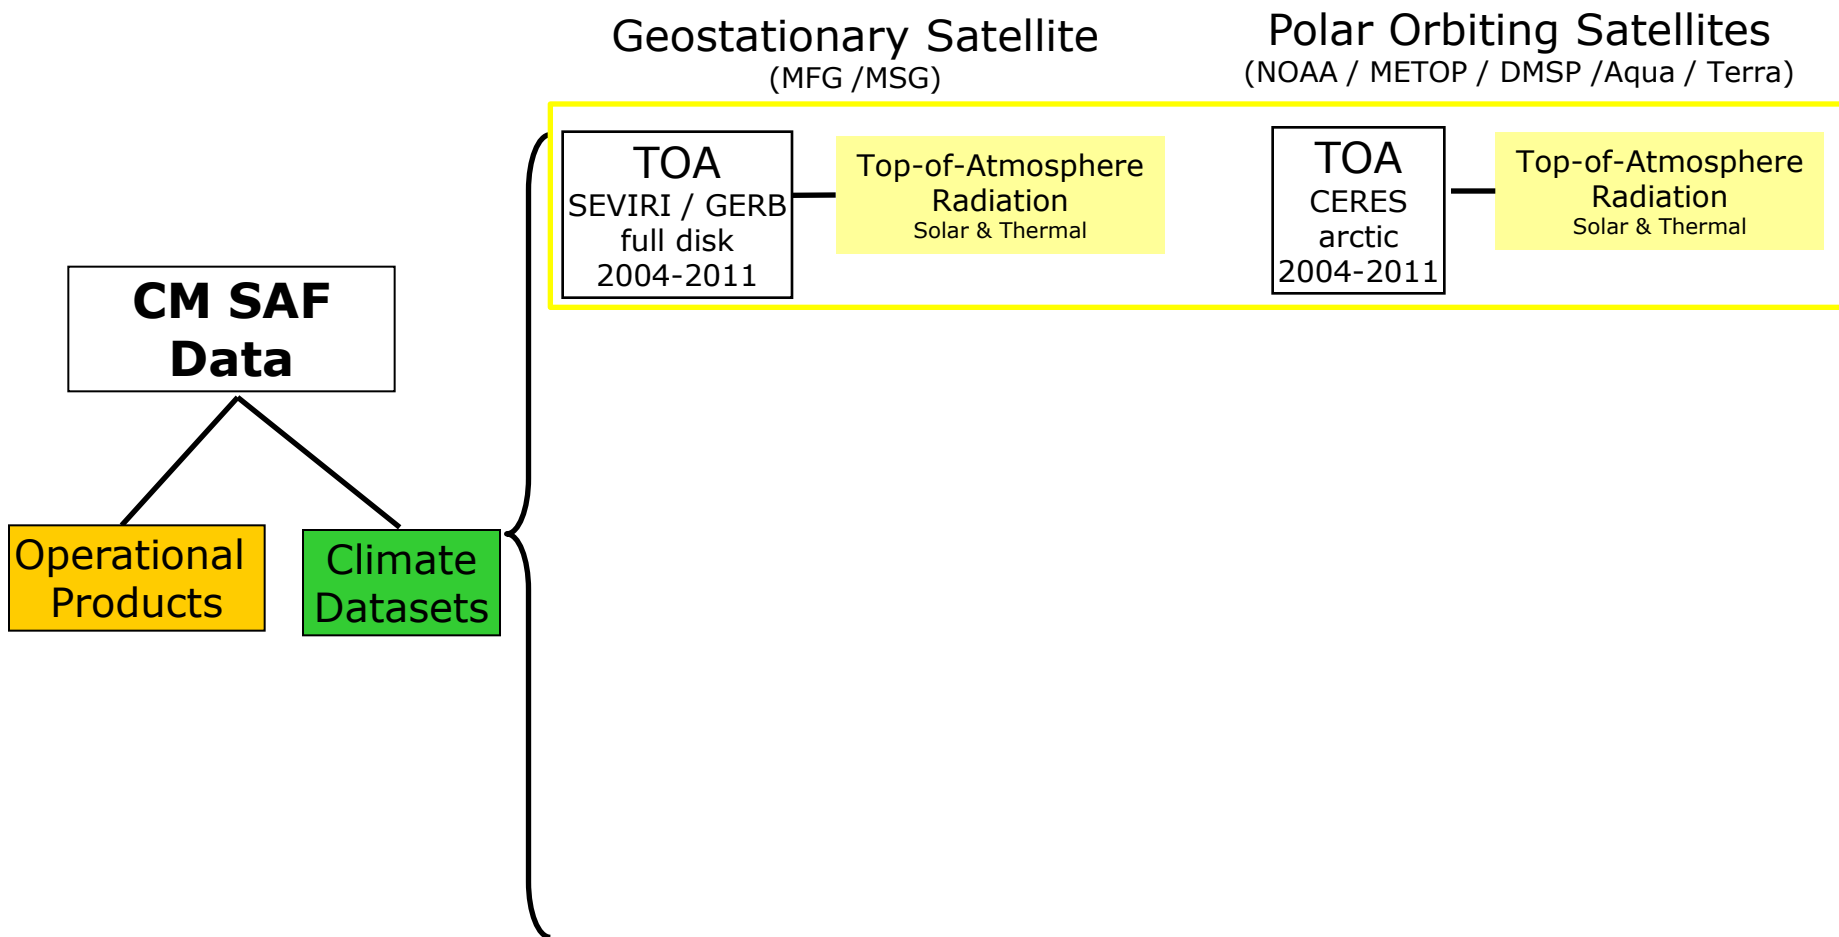 Geostationary Satellite
(MFG /MSG)
Polar Orbiting Satellites
(NOAA / METOP / DMSP /Aqua / Terra)
TOA
SEVIRI / GERB
full disk
2004-2011
Top-of-Atmosphere
Radiation
Solar & Thermal
TOA
CERES
arctic
2004-2011
Top-of-Atmosphere
Radiation
Solar & Thermal
CM SAF
Data
Operational
Products
Climate
Datasets